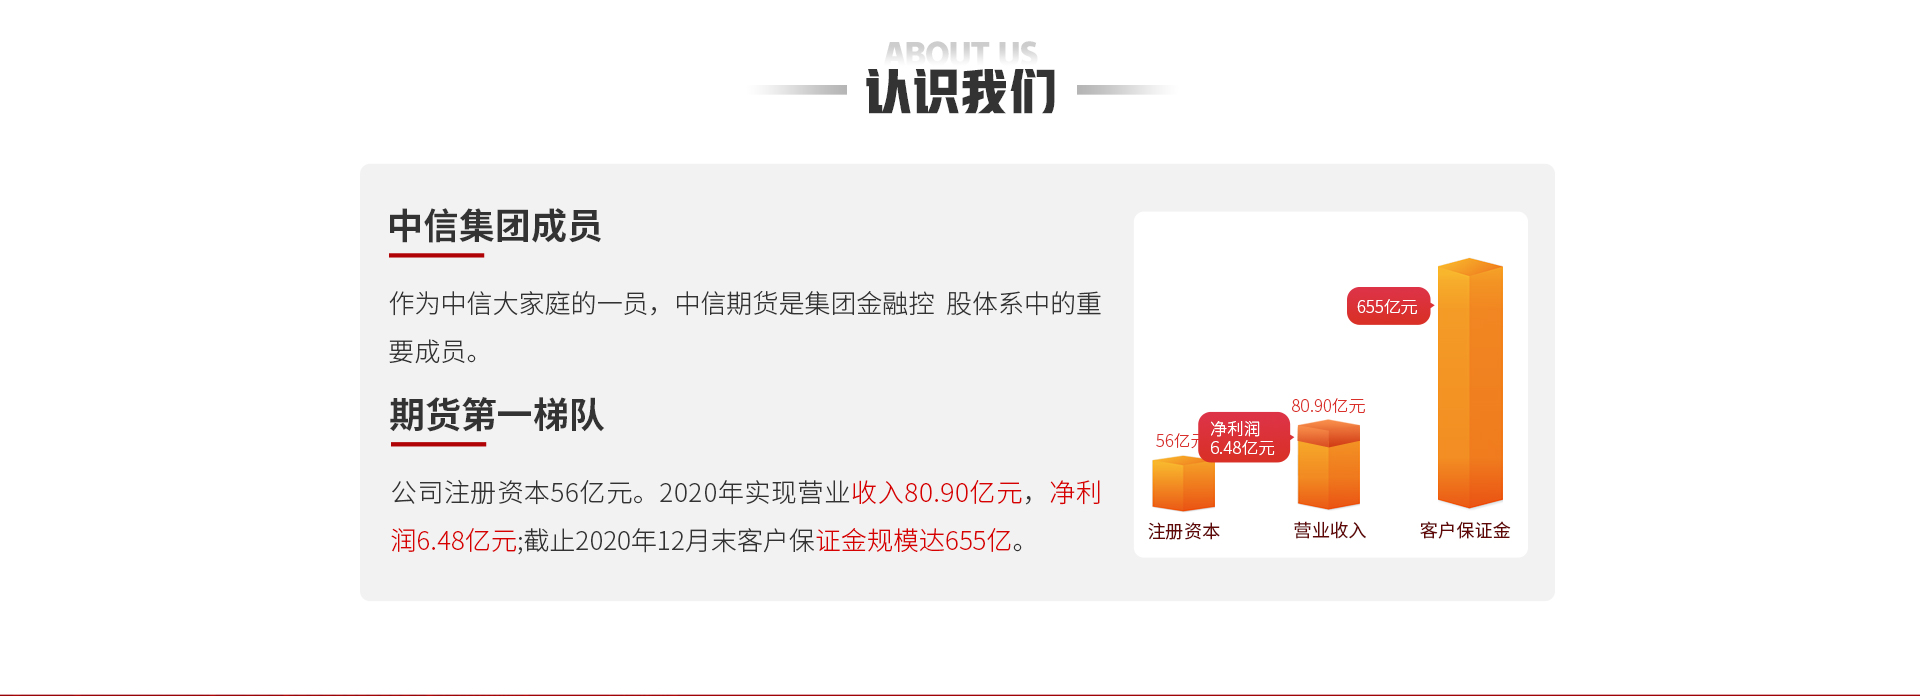 ABOUT US
认识我们
中信集团成员
作为中信大家庭的一员，中信期货是集团金融控 股体系中的重
要成员。
期货第一梯队
公司注册资本56亿元。2020年实现营业收入80.90亿元，净利
润6.48亿元;截止2020年12月末客户保证金规模达655亿。
655亿元
80.90亿元
净利润
6.48亿元
56亿元
注册资本
营业收入
客户保证金